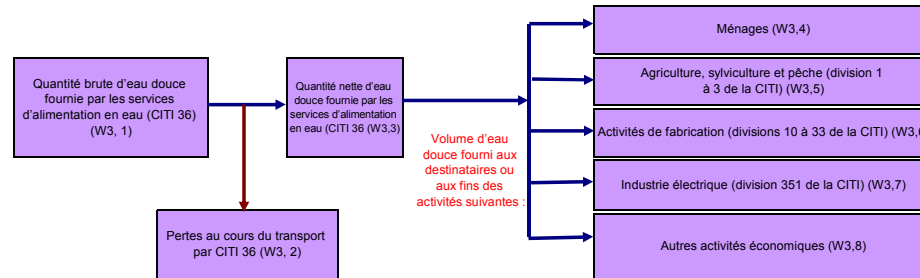 Quantité brute d'eau douce
fournie par les services
d'alimentation en eau (CITI 36)
(W3, 1)
Pertes au cours du transport
par CITI 36 (W3, 2)
Quantité nette d'eau
douce fournie par les
services d'alimentation
en eau (CITI 36 (W3,3)
Volume d'eau
douce fourni aux
destinataires ou
aux fins des
activités suivantes :
Ménages (W3,4)
Agriculture, sylviculture et pêche (division 1
à 3 de la CITI) (W3,5)
Activités de fabrication (divisions 10 à 33 de la CITI) (W3,6
Industrie électrique (division 351 de la CITI) (W3,7)
Autres activités économiques (W3,8)